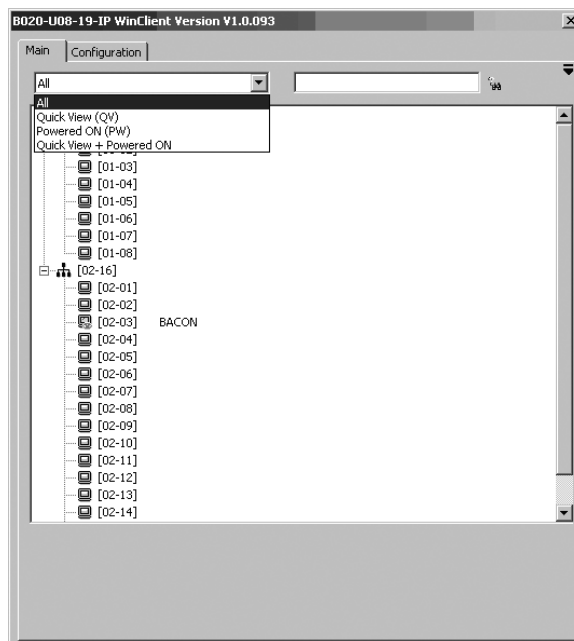 B020-U08-19-IP WinClient Version V1.0.093
Main Configuration
All
All
Quick View (QV)
Powered ON (PW)
Quick View + Powered ON
[01-03]
[01-04]
[01-05]
[01-06]
[01-07]
[01-08]
[02-16]
[02-01]
[02-02]
[02-03] BACON
[02-04]
[02-05]
[02-06]
[02-07]
[02-08]
[02-09]
[02-10]
[02-11]
[02-12]
[02-13]
[02-14]